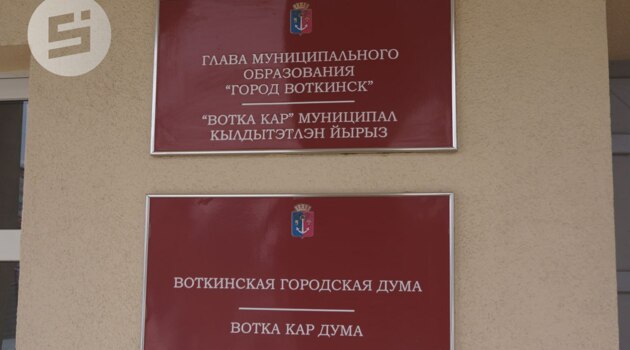 ГЛАВА МУНИЦИПАЛЬНОГО
ОБРАЗОВАНИЯ
“ГОРОД ВОТКИНСК”
“ВОТКА КАР” МУНИЦИПАЛ
КЫЛДЫТЭТЛЭН ЙЫРЫЗ
ВОТКИНСКАЯ ГОРОДСКАЯ ДУМА
ВОТКА КАР ДУМА